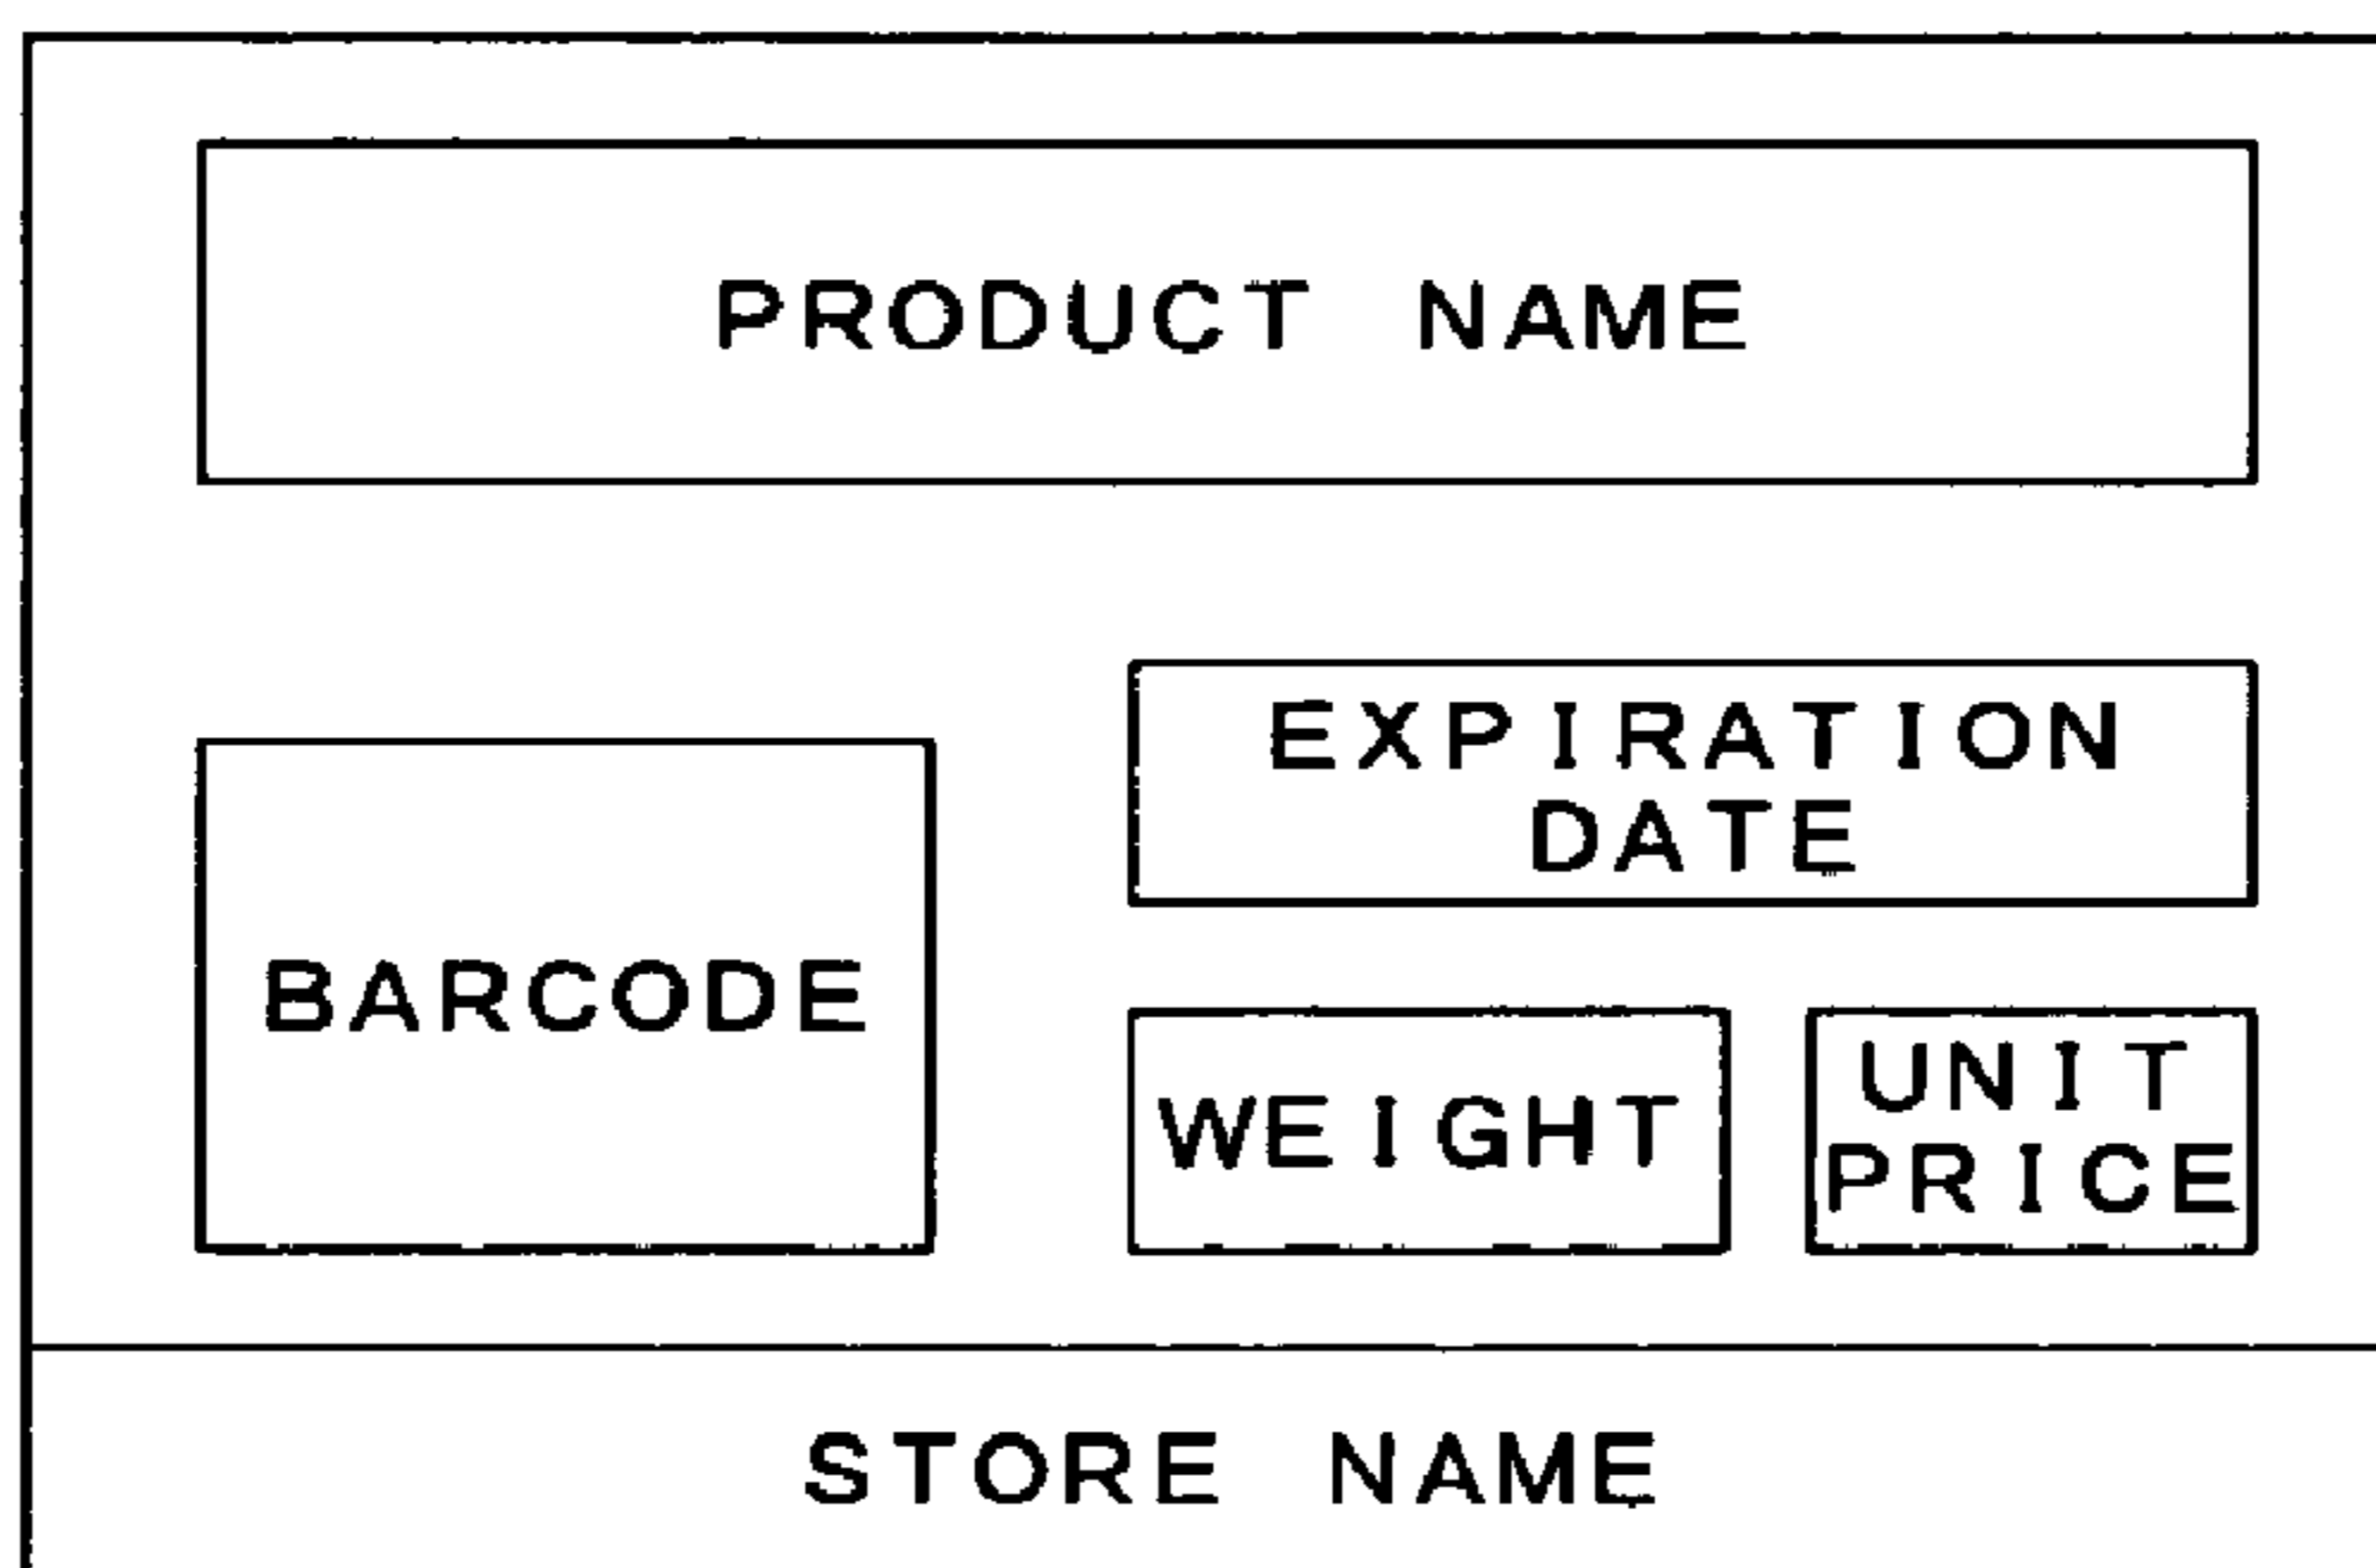 PRODUCT NAME
EXPIRATION
DATE
BARCODE
WEIGHT
UNIT
PRICE
STORE NAME